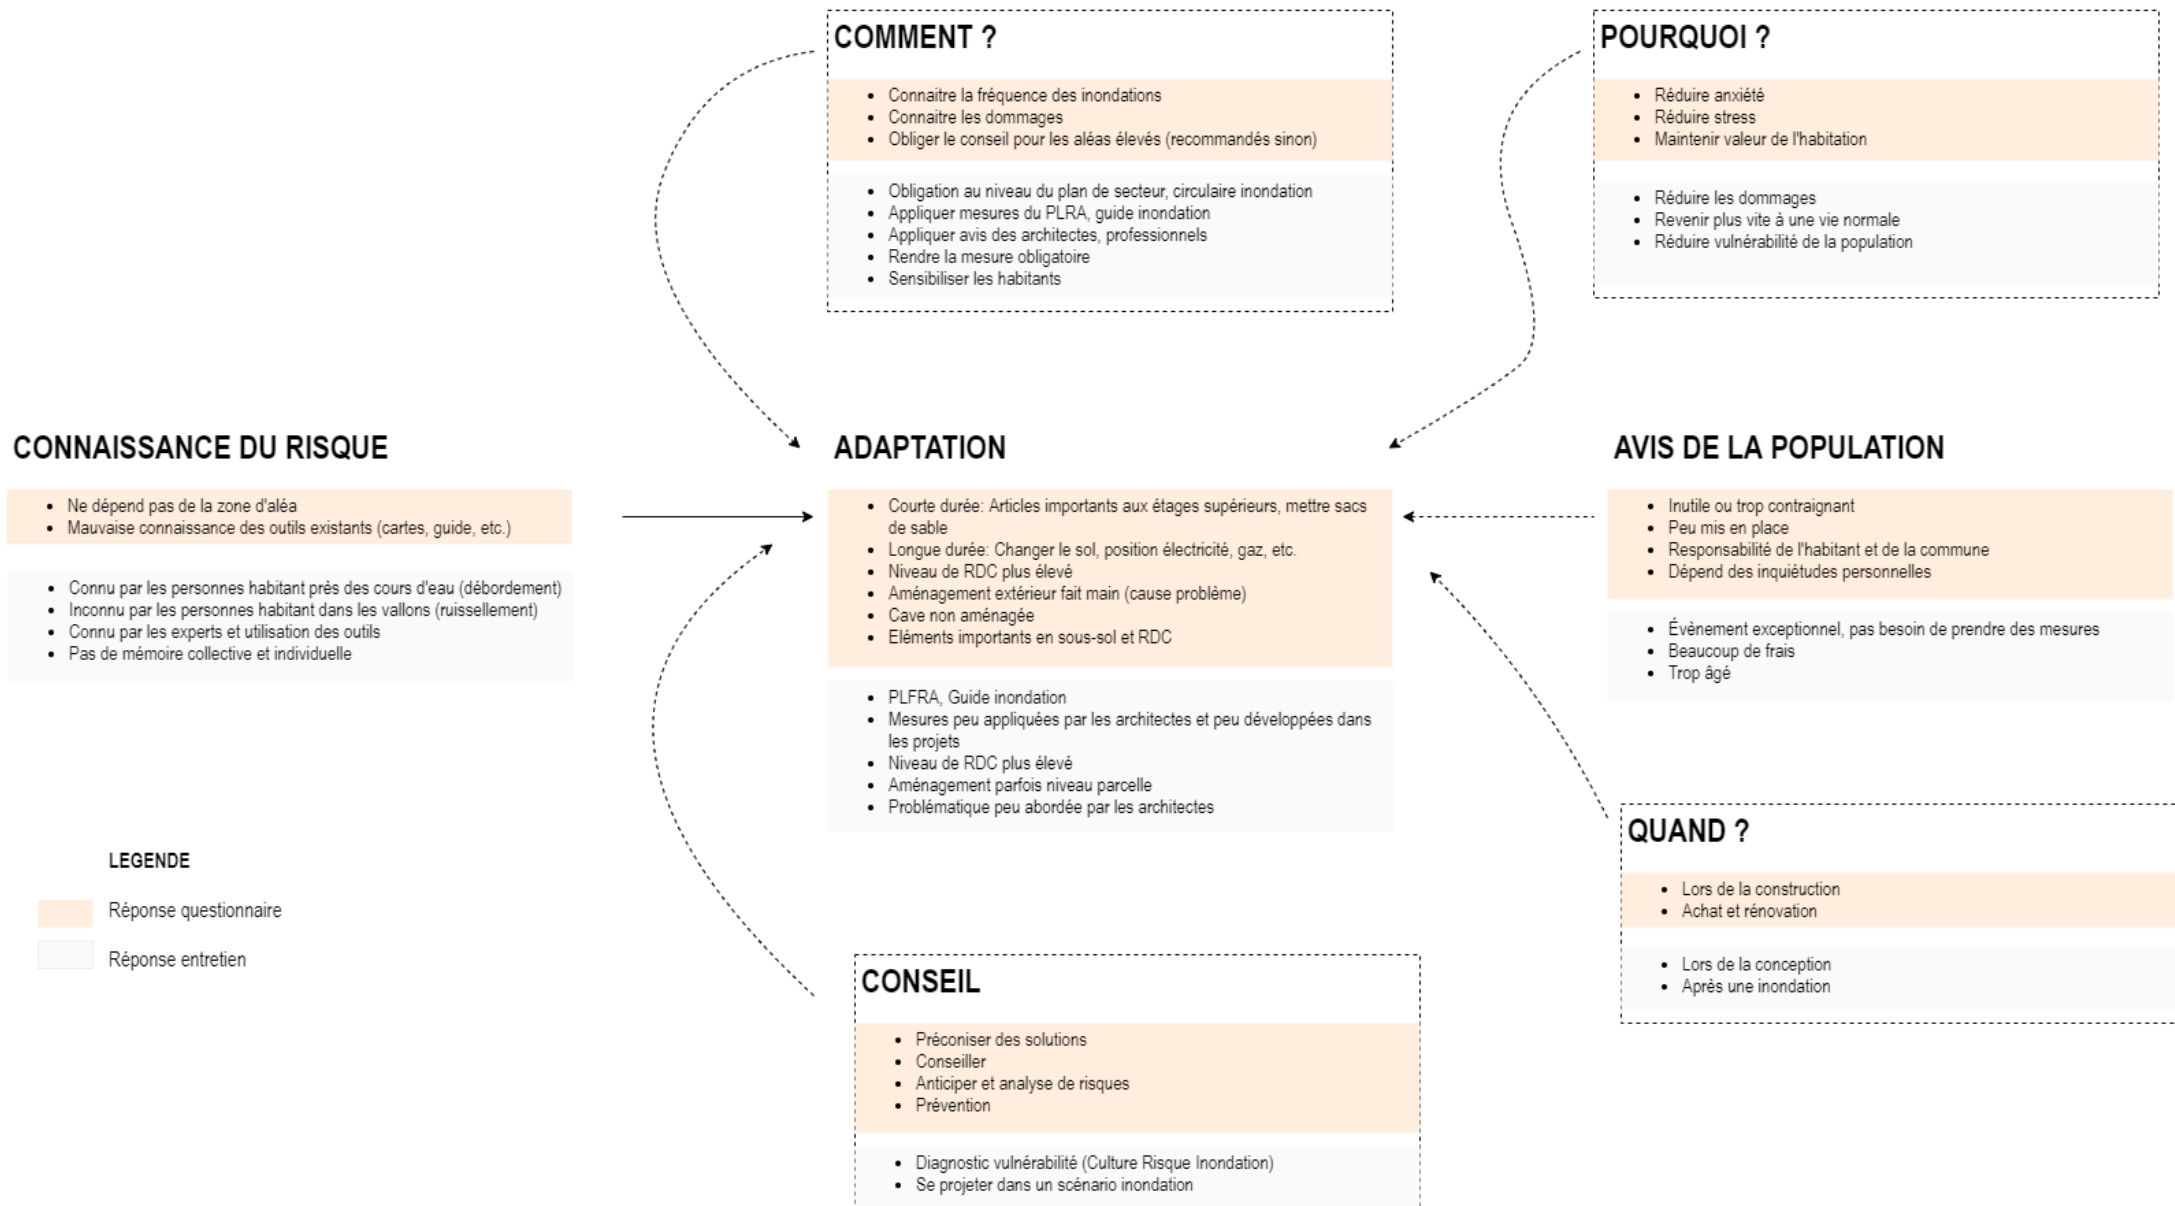 COMMENT ?
• Connaitre la fréquence des inondations
• Connaitre les dommages
• Obliger le conseil pour les aléas élevés (recommandés sinon)
• Obligation au niveau du plan de secteur, circulaire inondation
• Appliquer mesures du PLRA, guide inondation
• Appliquer avis des architectes, professionnels
• Rendre la mesure obligatoire
• Sensibiliser les habitants
POURQUOI ?
• Réduire anxiété
• Réduire stress
• Maintenir valeur de l'habitation
• Réduire les dommages
• Revenir plus vite à une vie normale
• Réduire vulnérabilité de la population
CONNAISSANCE DU RISQUE
• Ne dépend pas de la zone d'aléa
• Mauvaise connaissance des outils existants (cartes, guide, etc.)
• Connu par les personnes habitant près des cours d'eau (débordement)
• Inconnu par les personnes habitant dans les vallons (ruissellement)
• Connu par les experts et utilisation des outils
• Pas de mémoire collective et individuelle
ADAPTATION
• Courte durée: Articles importants aux étages supérieurs, mettre sacs
de sable
• Longue durée: Changer le sol, position électricité, gaz, etc.
• Niveau de RDC plus élevé
• Aménagement extérieur fait main (cause problème)
• Cave non aménagée
• Eléments importants en sous-sol et RDC
• PLFRA, Guide inondation
• Mesures peu appliquées par les architectes et peu développées dans
les projets
• Niveau de RDC plus élevé
• Aménagement parfois niveau parcelle
• Problématique peu abordée par les architectes
AVIS DE LA POPULATION
• Inutile ou trop contraignant
• Peu mis en place
• Responsabilité de l'habitant et de la commune
• Dépend des inquiétudes personnelles
• Évènement exceptionnel, pas besoin de prendre des mesures
• Beaucoup de frais
• Trop âgé
QUAND ?
• Lors de la construction
• Achat et rénovation
• Lors de la conception
• Après une inondation
LEGENDE
Réponse questionnaire
Réponse entretien
CONSEIL
• Préconiser des solutions
• Conseiller
• Anticiper et analyse de risques
• Prévention
• Diagnostic vulnérabilité (Culture Risque Inondation)
• Se projeter dans un scénario inondation